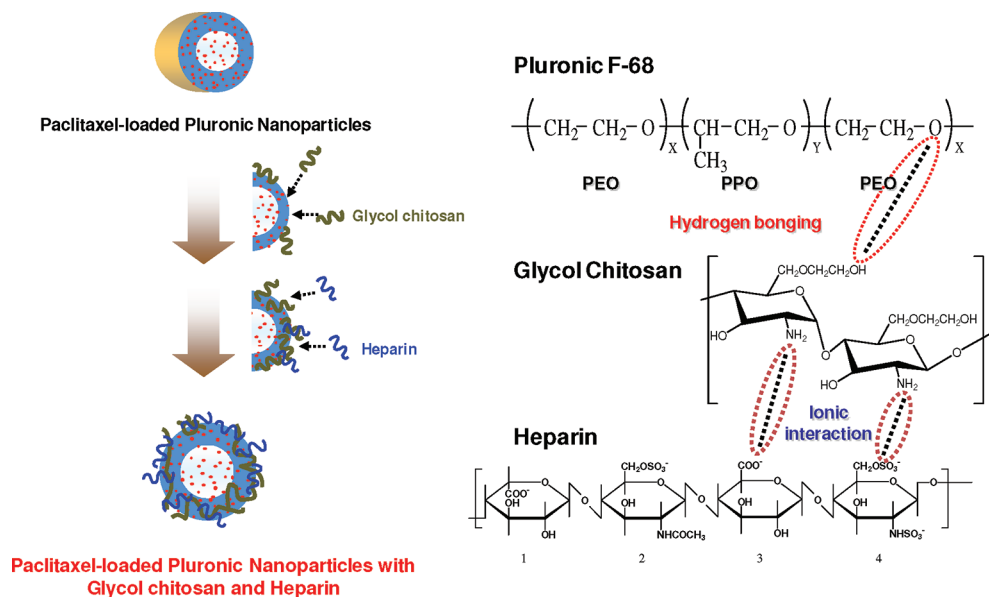 Paclitaxel-loaded Pluronic Nanoparticles
Glycol chitosan
Heparin
Paclitaxel-loaded Pluronic Nanoparticles with
Glycol chitosan and Heparin
Pluronic F-68
( CH2–CH2–O )X ( CH–CH2–O )Y ( CH2–CH2–O )X
CH3
PEO PPO PEO
Hydrogen bonging
Glycol Chitosan
CH2OCH2CH2OH
O
HO
NH2
O
CH2OCH2CH2OH
O
HO
NH2
O
Ionic
interaction
Heparin
COO-
O
OH
OH
O
CH2OSO3-
O
OH
NHCOCH3
O
COO-
O
OH
OH
O
CH2OSO3-
O
OH
NHSO3-
O
1 2 3 4